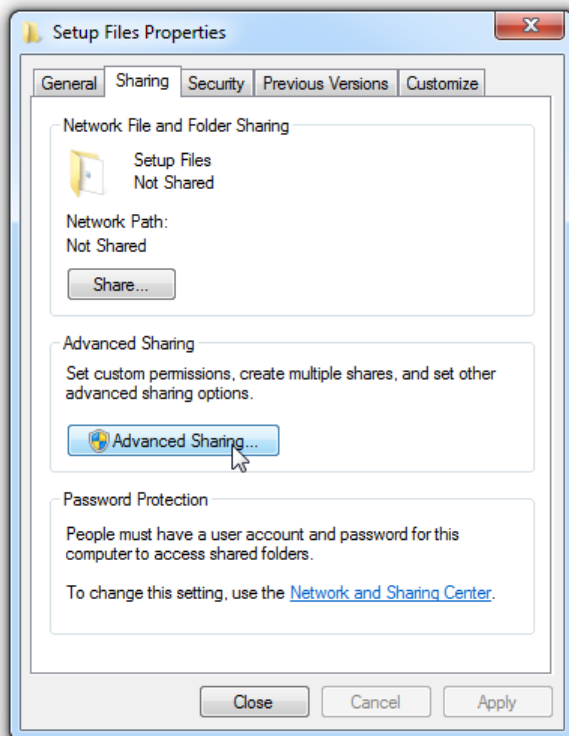 Setup Files Properties
General Sharing Security Previous Versions Customize
Network File and Folder Sharing
Setup Files
Not Shared
Network Path:
Not Shared
Share...
Advanced Sharing
Set custom permissions, create multiple shares, and set other
advanced sharing options.
Advanced Sharing...
Password Protection
People must have a user account and password for this
computer to access shared folders.
To change this setting, use the Network and Sharing Center.
Close Cancel Apply